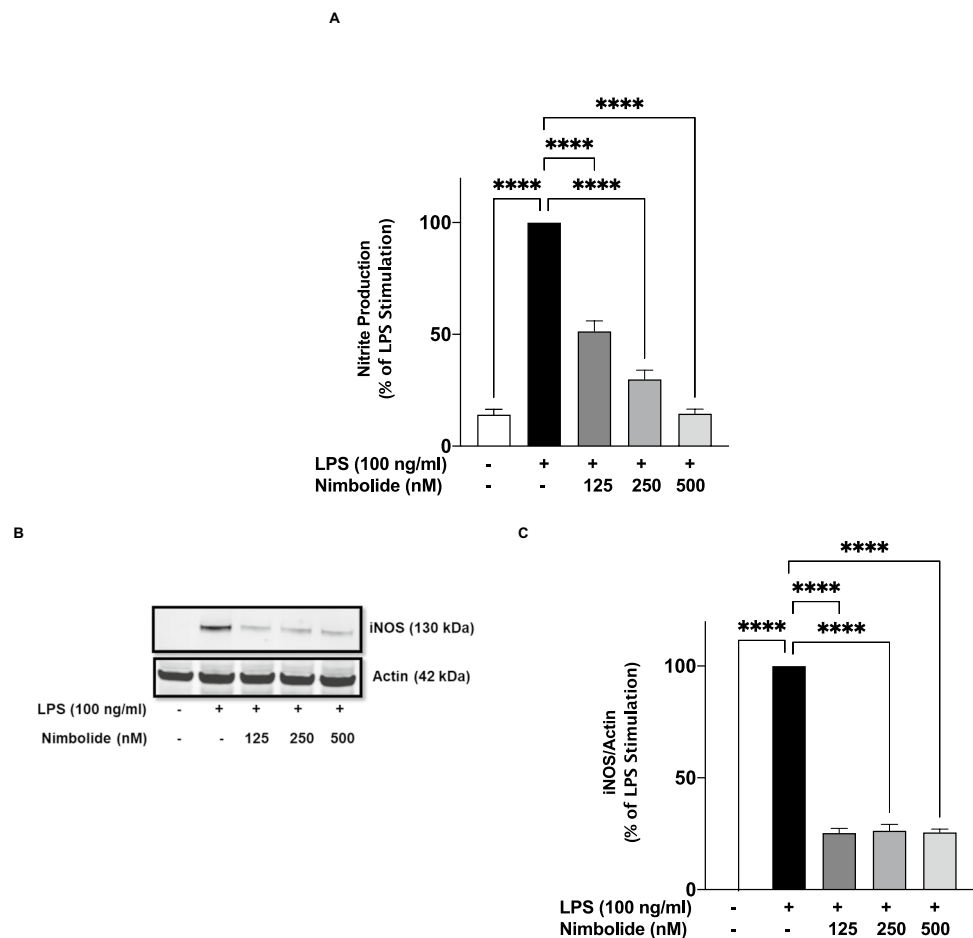 A
****
****
**** ****
100
50
0
Nitrite Production
(% of LPS Stimulation)
LPS (100 ng/ml) - + + + +
Nimbolide (nM) - - 125 250 500
B
iNOS (130 kDa)
Actin (42 kDa)
LPS (100 ng/ml) - + + + +
Nimbolide (nM) - - 125 250 500
C
****
****
**** ****
100
50
0
iNOS/Actin
(% of LPS Stimulation)
LPS (100 ng/ml) - + + + +
Nimbolide (nM) - - 125 250 500